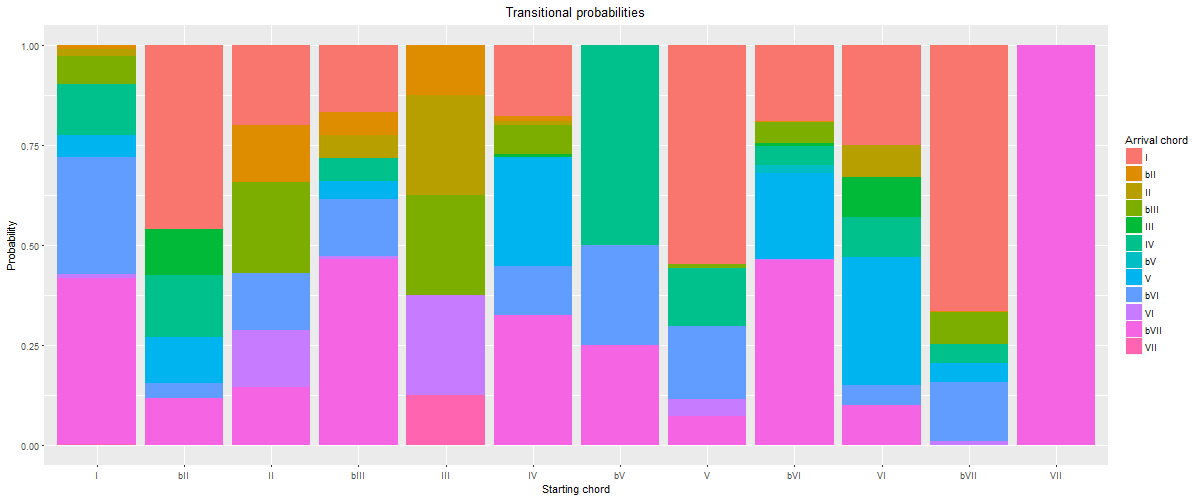 Transitional probabilities
1.00
0.75
0.50
0.25
0.00
Probability
I bII II bIII III IV bV V bVI VI bVII VII
Starting chord
Arrival chord
I
bII
II
bIII
III
IV
bV
V
bVI
VI
bVII
VII